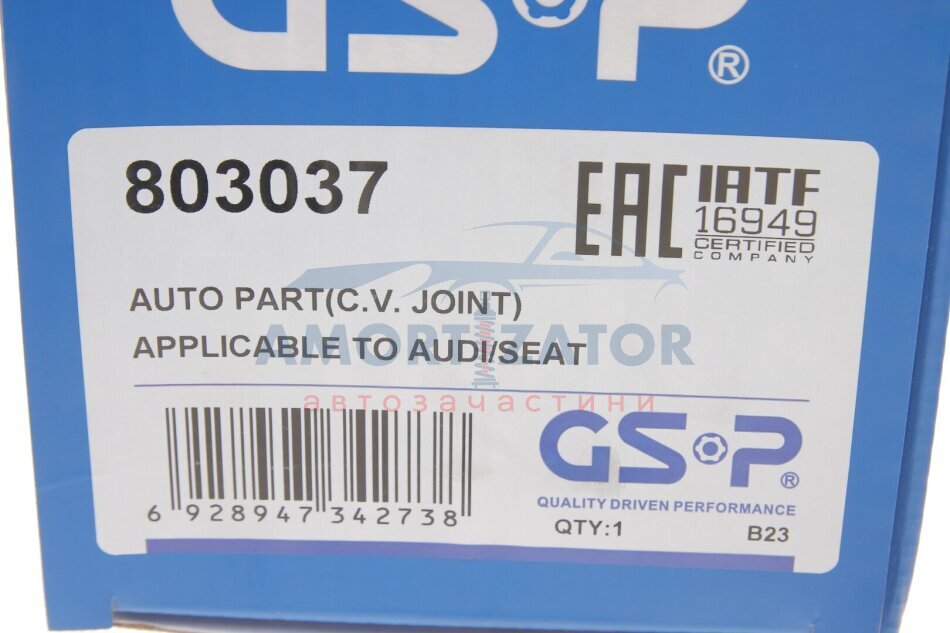 GSP ®
803037
EAC
IATF
16949
CERTIFIED
COMPANY
AUTO PART(C.V. JOINT)
APPLICABLE TO AUDI/SEAT
AMORTIZATOR
автозачастини
GSP ®
QUALITY DRIVEN PERFORMANCE
6 928947 342738
QTY:1
B23